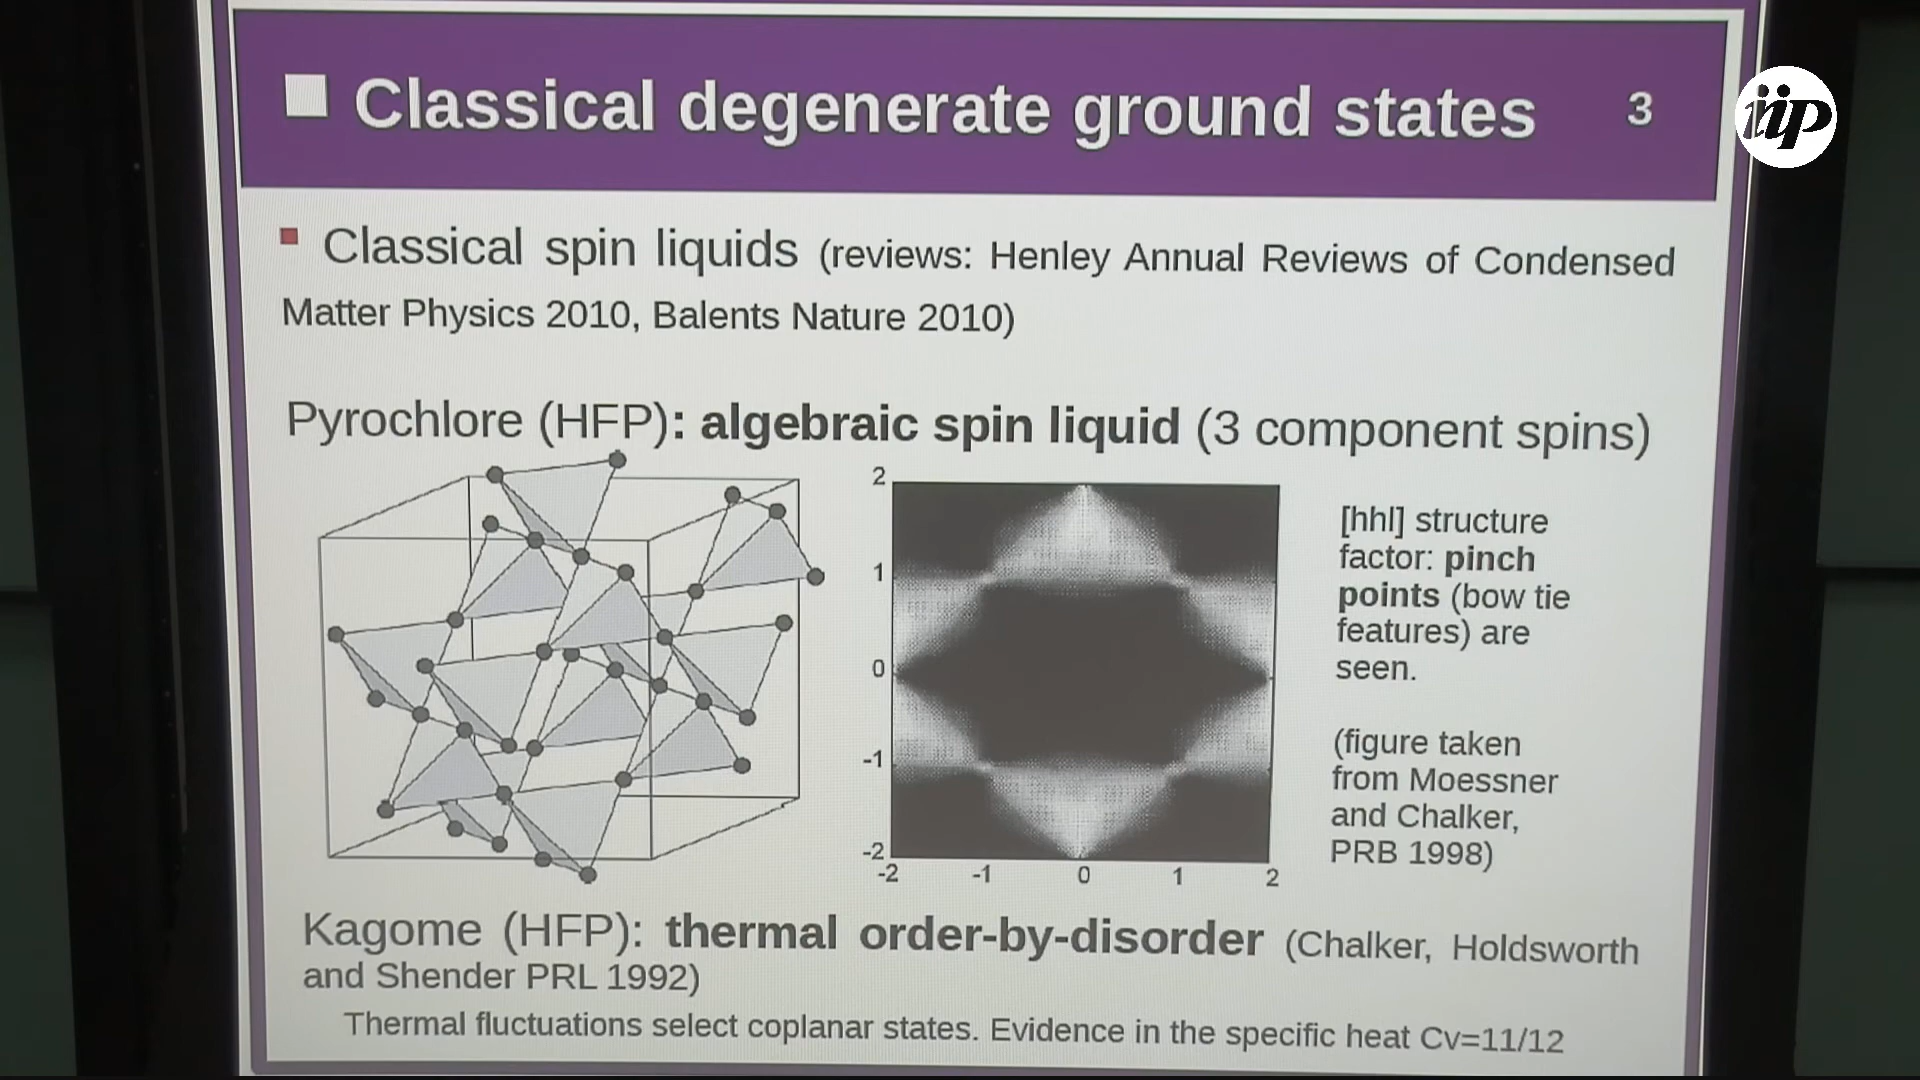 Classical degenerate ground states 3
iip
Classical spin liquids (reviews: Henley Annual Reviews of Condensed
Matter Physics 2010, Balents Nature 2010)
Pyrochlore (HFP): algebraic spin liquid (3 component spins)
2
1
0
-1
-2
-2 -1 0 1 2
[hhl] structure
factor: pinch
points (bow tie
features) are
seen.
(figure taken
from Moessner
and Chalker,
PRB 1998)
Kagome (HFP): thermal order-by-disorder (Chalker, Holdsworth
and Shender PRL 1992)
Thermal fluctuations select coplanar states. Evidence in the specific heat Cv=11/12